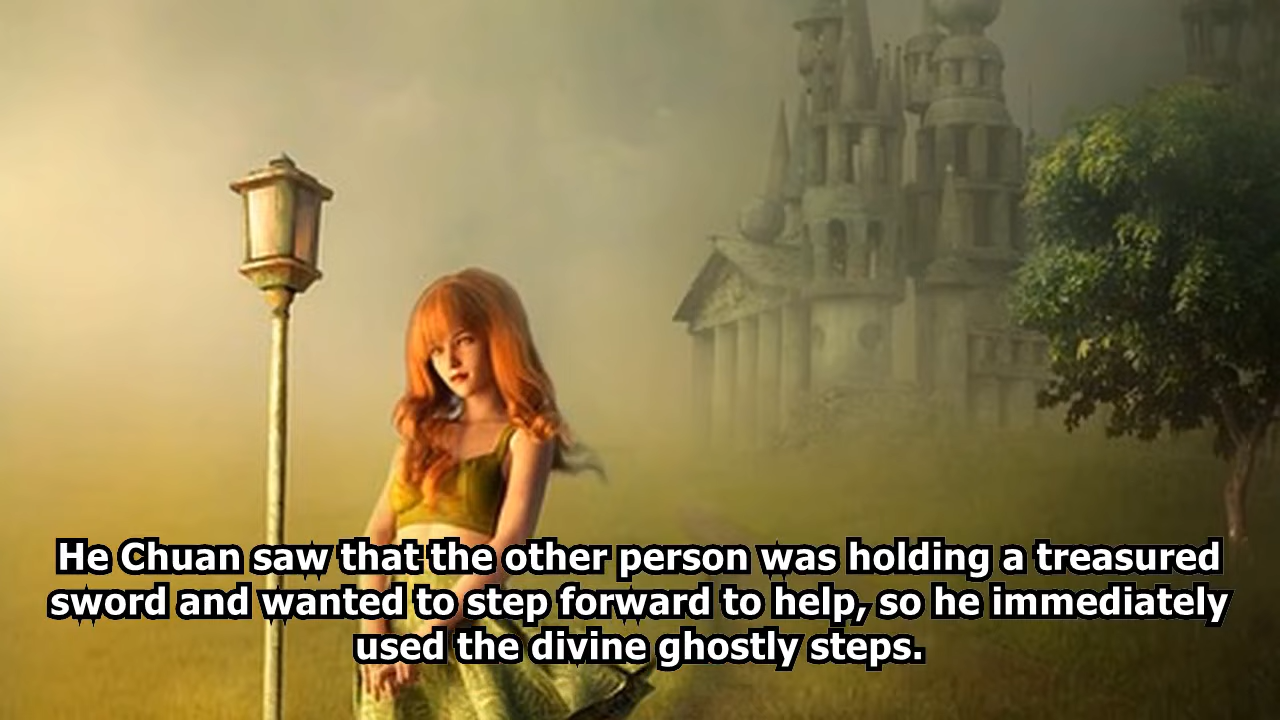 He Chuan saw that the other person was holding a treasured
sword and wanted to step forward to help, so he immediately
used the divine ghostly steps.